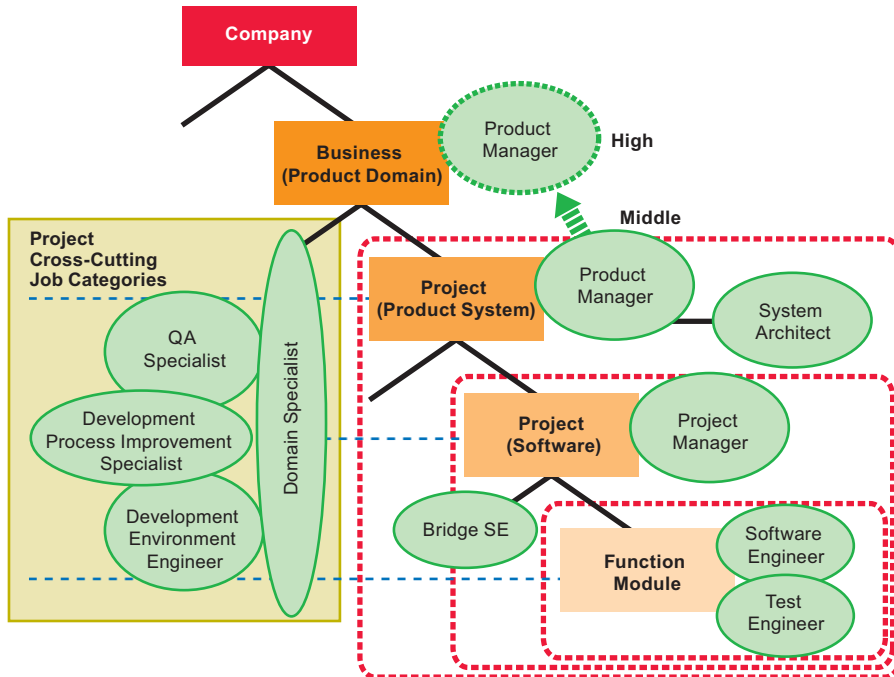 Company
Business
(Product Domain)
Product
Manager
High
Middle
Project
Cross-Cutting
Job Categories
Project
(Product System)
Product
Manager
System
Architect
QA
Specialist
Domain Specialist
Development
Process Improvement
Specialist
Project
(Software)
Project
Manager
Development
Environment
Engineer
Bridge SE
Function
Module
Software
Engineer
Test
Engineer